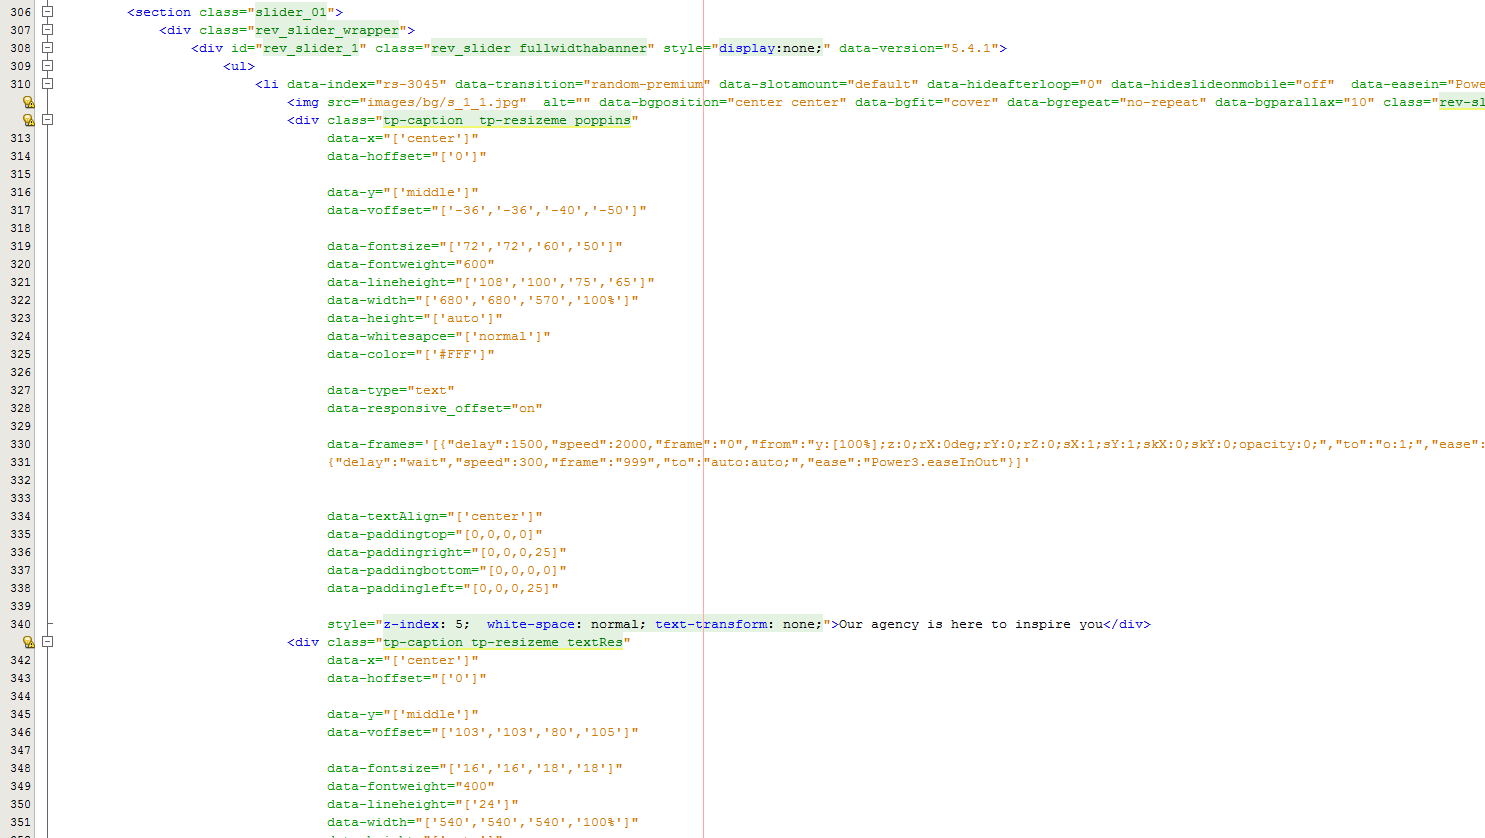 306 <section class="slider_01">
307 <div class="rev_slider_wrapper">
308 <div id="rev_slider_1" class="rev_slider fullwidthabanner" style="display:none;" data-version="5.4.1">
309 <ul>
310 <li data-index="rs-3045" data-transition="random-premium" data-slotamount="default" data-hideafterloop="0" data-hideslideonmobile="off"  data-easein="Powe
<img src="images/bg/s_1_1.jpg"  alt="" data-bgposition="center center" data-bgfit="cover" data-bgrepeat="no-repeat" data-bgparallax="10" class="rev-sl
<div class="tp-caption  tp-resizeme poppins"
313 data-x="['center']"
314 data-hoffset="['0']"
315
316 data-y="['middle']"
317 data-voffset="['-36','-36','-40','-50']"
318
319 data-fontsize="['72','72','60','50']"
320 data-fontweight="600"
321 data-lineheight="['108','100','75','65']"
322 data-width="['680','680','570','100%']"
323 data-height="['auto']"
324 data-whitesapce="['normal']"
325 data-color="['#FFF']"
326
327 data-type="text"
328 data-responsive_offset="on"
329
330 data-frames='[{"delay":1500,"speed":2000,"frame":"0","from":"y:[100%];z:0;rX:0deg;rY:0;rZ:0;sX:1;sY:1;skX:0;skY:0;opacity:0;","to":"o:1;","ease":
331 {"delay":"wait","speed":300,"frame":"999","to":"auto:auto;","ease":"Power3.easeInOut"}]'
332
333
334 data-textAlign="['center']"
335 data-paddingtop="[0,0,0,0]"
336 data-paddingright="[0,0,0,25]"
337 data-paddingbottom="[0,0,0,0]"
338 data-paddingleft="[0,0,0,25]"
339
340 style="z-index: 5;  white-space: normal; text-transform: none;">Our agency is here to inspire you</div>
<div class="tp-caption tp-resizeme textRes"
342 data-x="['center']"
343 data-hoffset="['0']"
344
345 data-y="['middle']"
346 data-voffset="['103','103','80','105']"
347
348 data-fontsize="['16','16','18','18']"
349 data-fontweight="400"
350 data-lineheight="['24']"
351 data-width="['540','540','540','100%']"